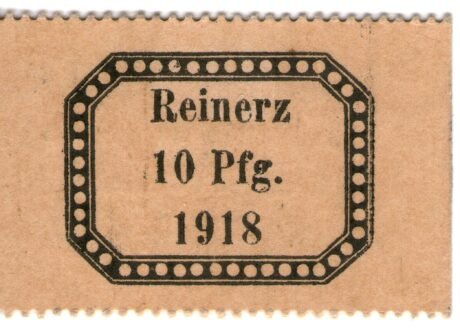 Reinerz
10 Pfg.
1918